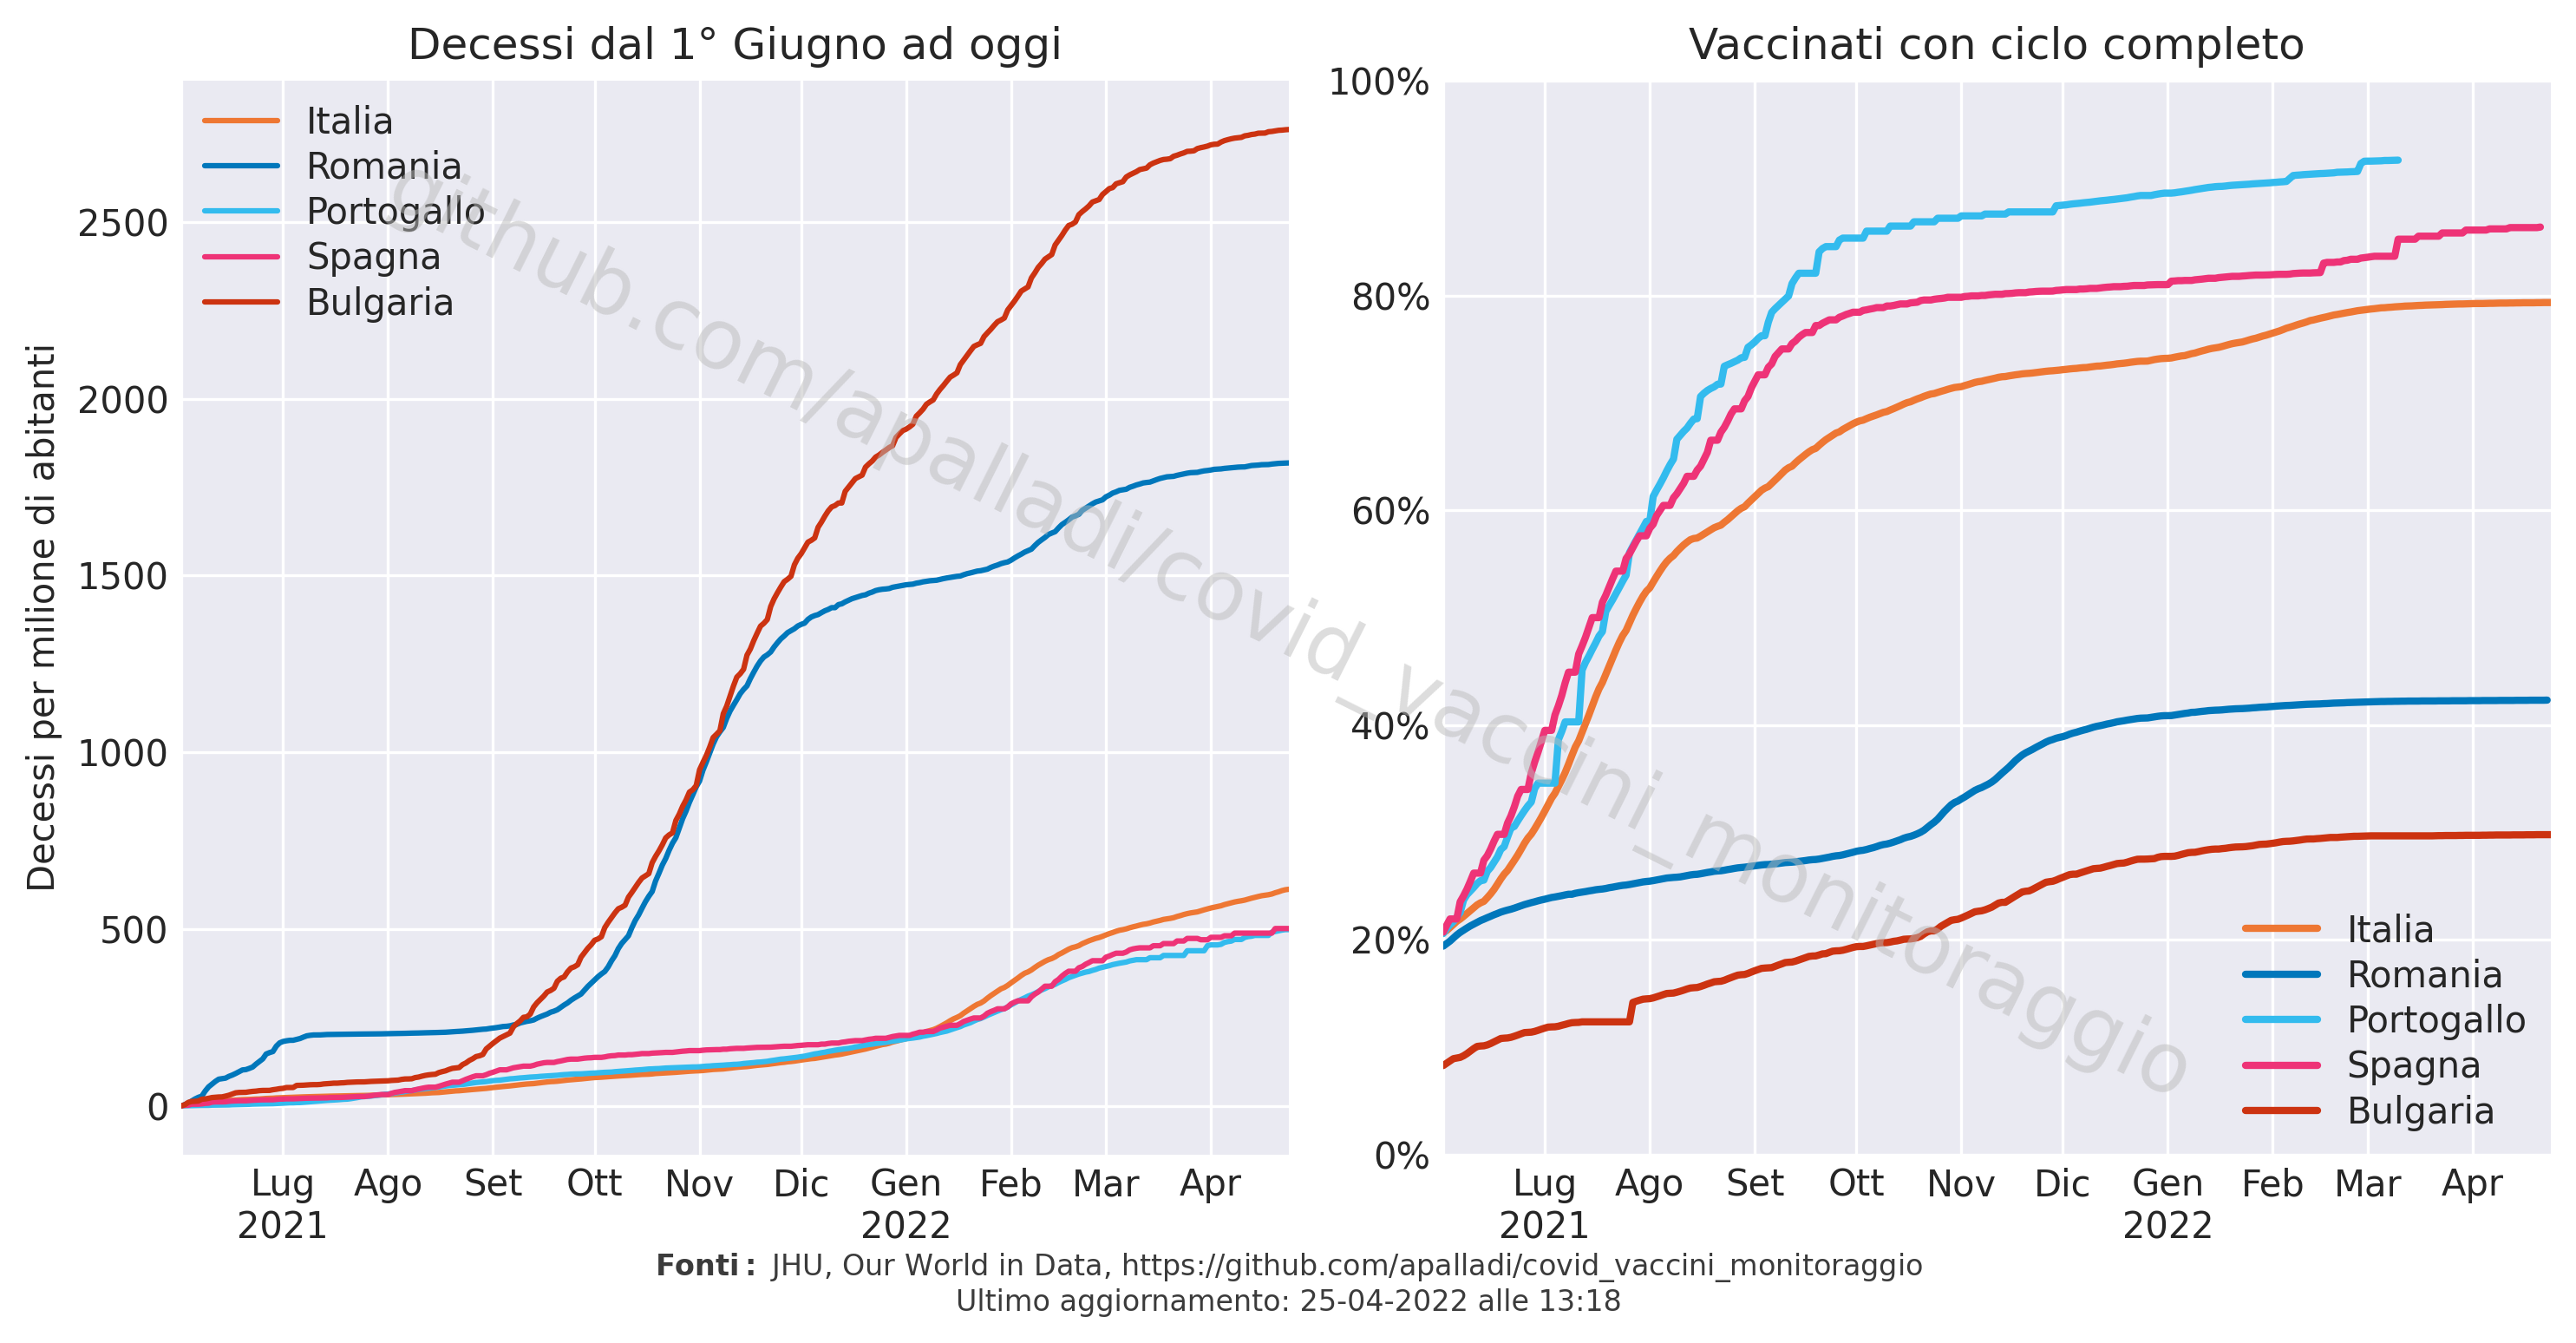 Decessi dal 1° Giugno ad oggi
Decessi per milione di abitanti
2500
2000
1500
1000
500
0
Italia
Romania
Portogallo
Spagna
Bulgaria
Lug Ago Set Ott Nov Dic Gen Feb Mar Apr
2021 2022
Vaccinati con ciclo completo
100%
80%
60%
40%
20%
0%
Italia
Romania
Portogallo
Spagna
Bulgaria
Lug Ago Set Ott Nov Dic Gen Feb Mar Apr
2021 2022
github.com/apalladi/covid_vaccini_monitoraggio
Fonti: JHU, Our World in Data, https://github.com/apalladi/covid_vaccini_monitoraggio
Ultimo aggiornamento: 25-04-2022 alle 13:18